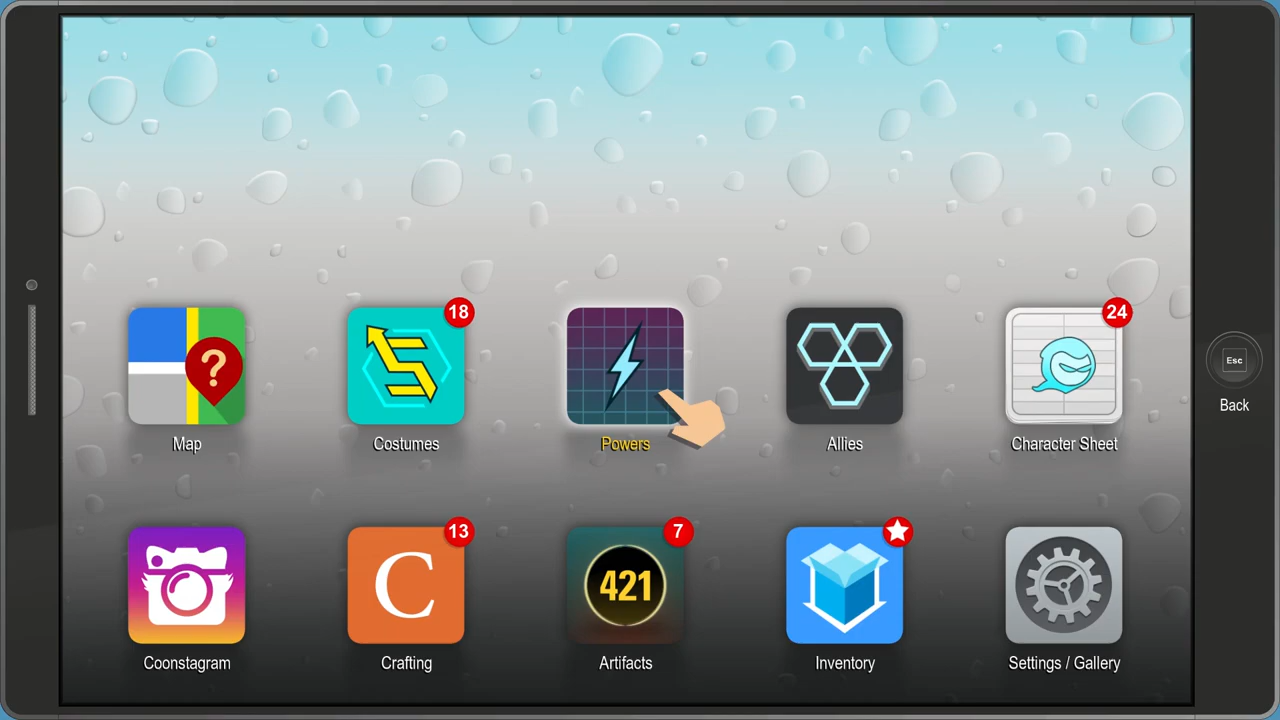 18
24
?
Map
Costumes
Powers
Allies
Character Sheet
Esc
Back
13
7
C
421
Coonstagram
Crafting
Artifacts
Inventory
Settings / Gallery